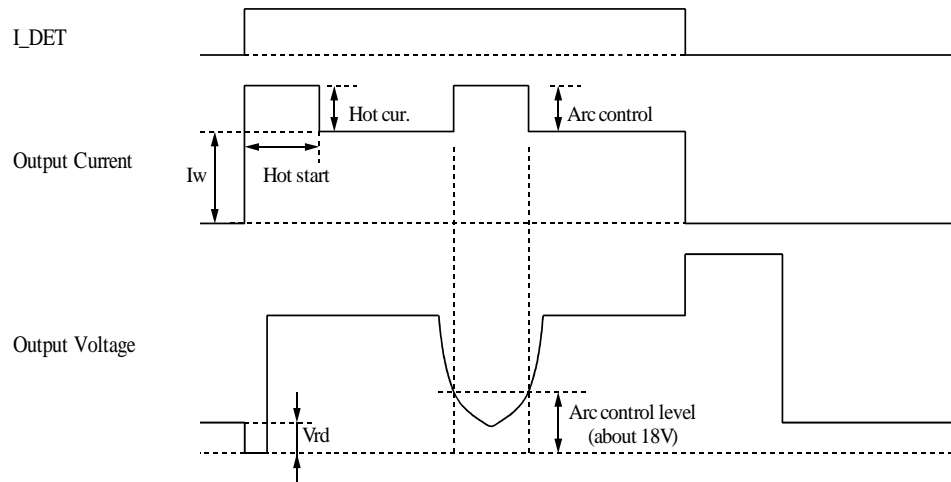 I_DET
Hot cur.
Arc control
Output Current
Iw
Hot start
Output Voltage
Vrd
Arc control level
(about 18V)